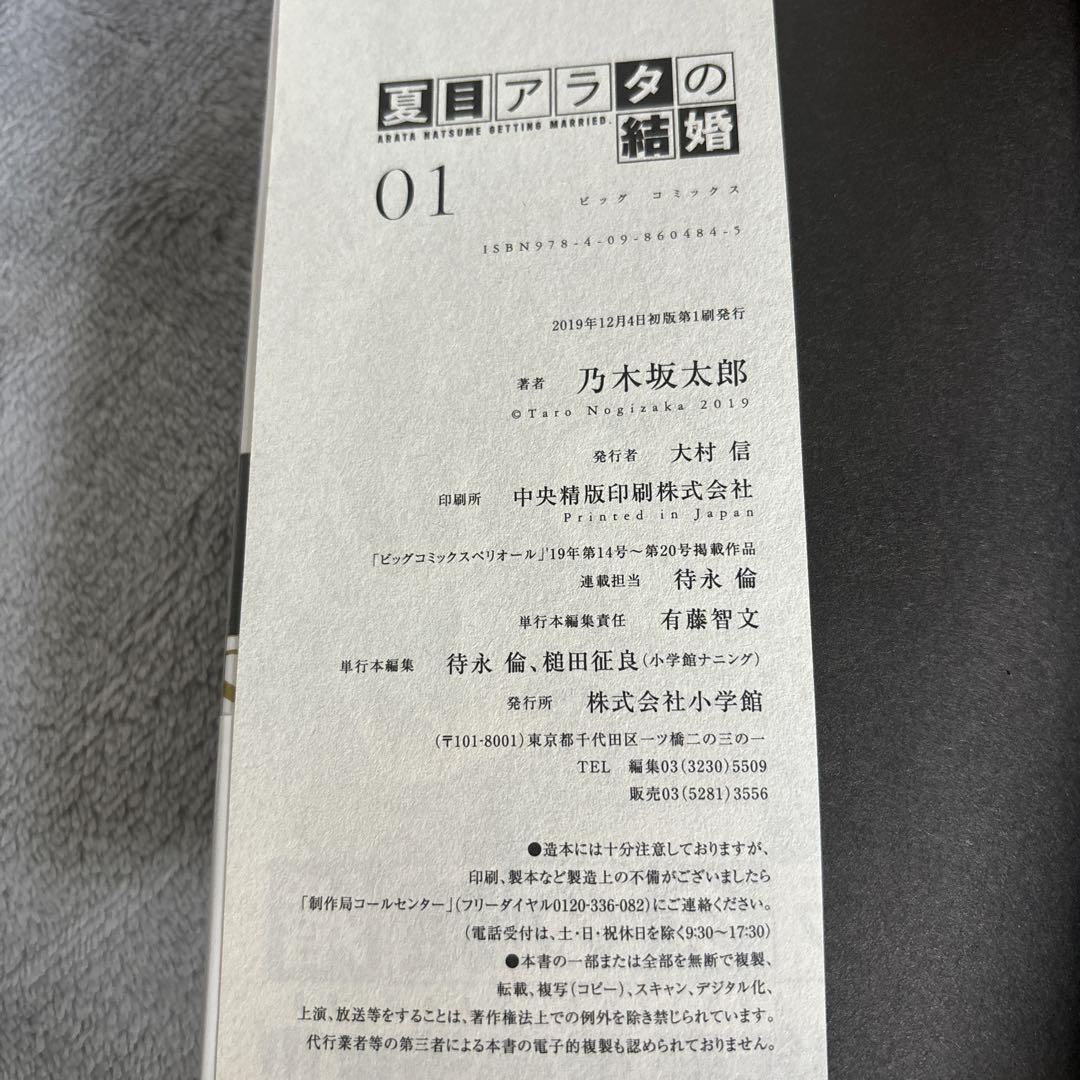 夏目アラタの
結婚
ARATA NATSUME GETTING MARRIED.
01
ビッグ コミックス
ISBN978-4-09-860484-5
2019年12月4日初版第1刷発行
著者 乃木坂太郎
©Taro Nogizaka 2019
発行者 大村 信
印刷所 中央精版印刷株式会社
Printed in Japan
「ビッグコミックスペリオール」'19年第14号〜第20号掲載作品
連載担当 待永 倫
単行本編集責任 有藤智文
単行本編集 待永 倫、槌田征良(小学館ナニング)
発行所 株式会社小学館
(〒101-8001)東京都千代田区一ツ橋二の三の一
TEL 編集03(3230)5509
販売03(5281)3556
●造本には十分注意しておりますが、
印刷、製本など製造上の不備がございましたら
「制作局コールセンター」(フリーダイヤル0120-336-082)にご連絡ください。
(電話受付は、土・日・祝休日を除く9:30〜17:30)
●本書の一部または全部を無断で複製、
転載、複写(コピー)、スキャン、デジタル化、
上演、放送等をすることは、著作権法上での例外を除き禁じられています。
代行業者等の第三者による本書の電子的複製も認められておりません。